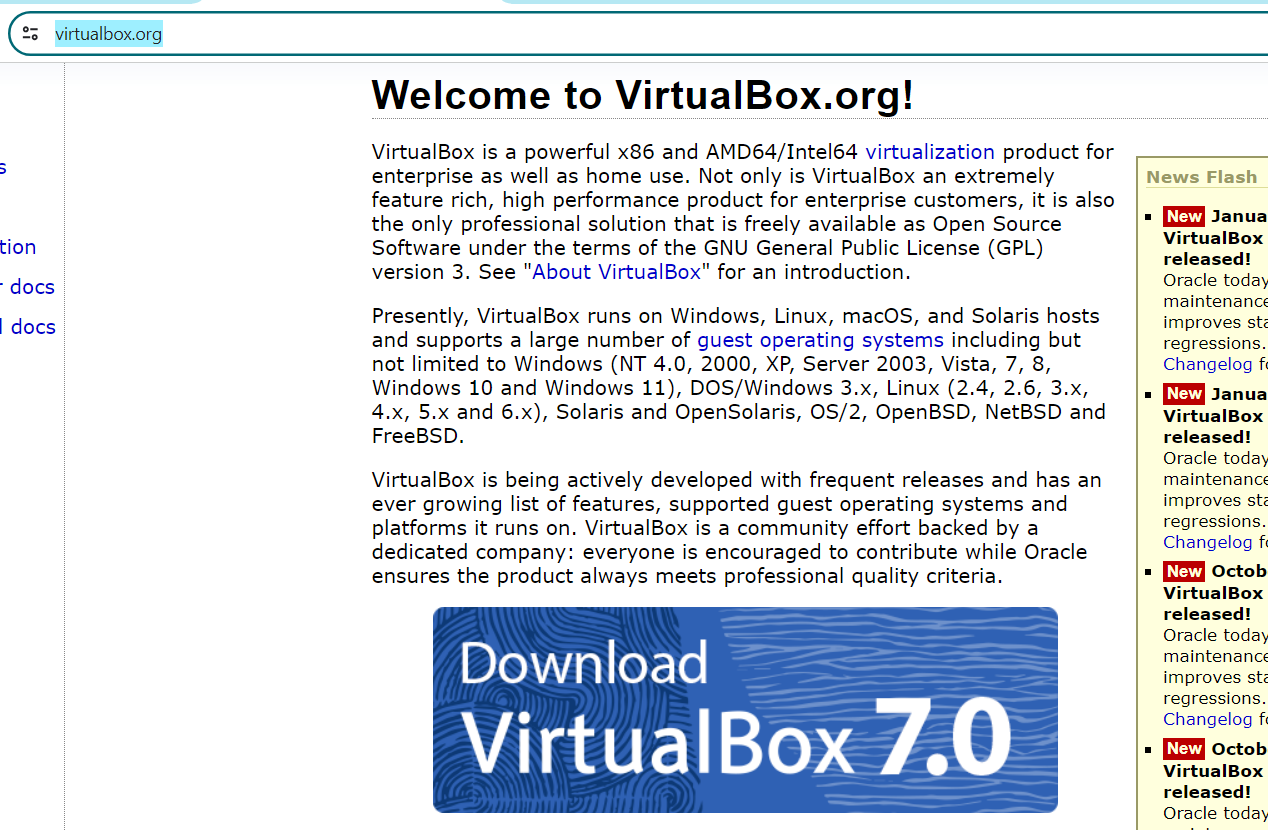 virtualbox.org
Welcome to VirtualBox.org!
VirtualBox is a powerful x86 and AMD64/Intel64 virtualization product for
enterprise as well as home use. Not only is VirtualBox an extremely
feature rich, high performance product for enterprise customers, it is also
the only professional solution that is freely available as Open Source
Software under the terms of the GNU General Public License (GPL)
version 3. See "About VirtualBox" for an introduction.
Presently, VirtualBox runs on Windows, Linux, macOS, and Solaris hosts
and supports a large number of guest operating systems including but
not limited to Windows (NT 4.0, 2000, XP, Server 2003, Vista, 7, 8,
Windows 10 and Windows 11), DOS/Windows 3.x, Linux (2.4, 2.6, 3.x,
4.x, 5.x and 6.x), Solaris and OpenSolaris, OS/2, OpenBSD, NetBSD and
FreeBSD.
VirtualBox is being actively developed with frequent releases and has an
ever growing list of features, supported guest operating systems and
platforms it runs on. VirtualBox is a community effort backed by a
dedicated company: everyone is encouraged to contribute while Oracle
ensures the product always meets professional quality criteria.
Download
VirtualBox 7.0
s
tion
docs
docs
News Flash
New Janua
VirtualBox
released!
Oracle today
maintenance
improves sta
regressions.
Changelog fo
New Janua
VirtualBox
released!
Oracle today
maintenance
improves sta
regressions.
Changelog fo
New Octob
VirtualBox
released!
Oracle today
maintenance
improves sta
regressions.
Changelog fo
New Octob
VirtualBox
released!
Oracle today